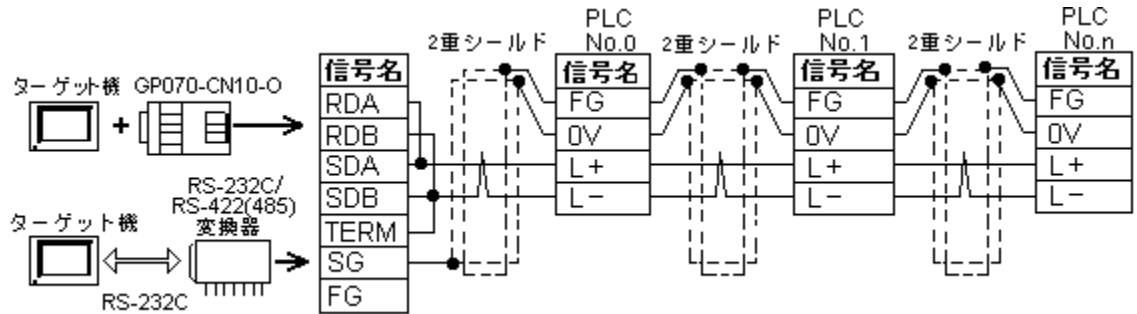 ターゲット機 GP070-CN10-O
+
ターゲット機
RS-232C
RS-232C/
RS-422(485)
変換器
信号名
RDA
RDB
SDA
SDB
TERM
SG
FG
2重シールド
PLC
No.0
信号名
FG
0V
L+
L-
2重シールド
PLC
No.1
信号名
FG
0V
L+
L-
2重シールド
PLC
No.n
信号名
FG
0V
L+
L-